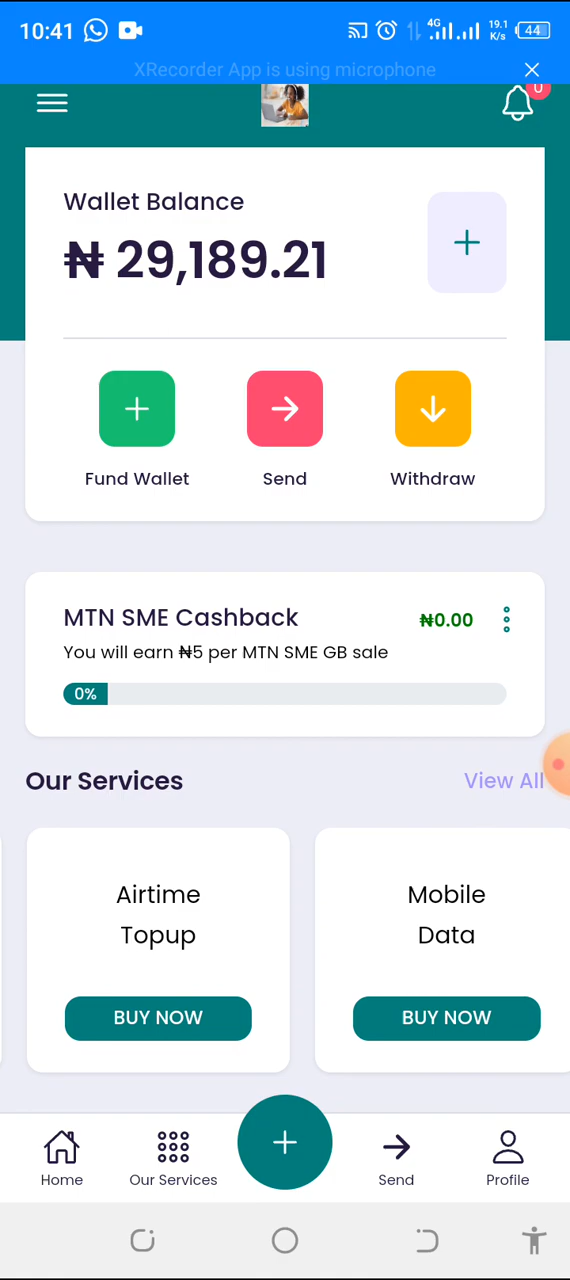 10:41 4G 19.1 K/s 44
XRecorder App is using microphone
0
Wallet Balance
₦ 29,189.21
Fund Wallet Send Withdraw
MTN SME Cashback ₦0.00
You will earn ₦5 per MTN SME GB sale
0%
Our Services View All
Airtime
Topup
Mobile
Data
BUY NOW BUY NOW
Home Our Services Send Profile